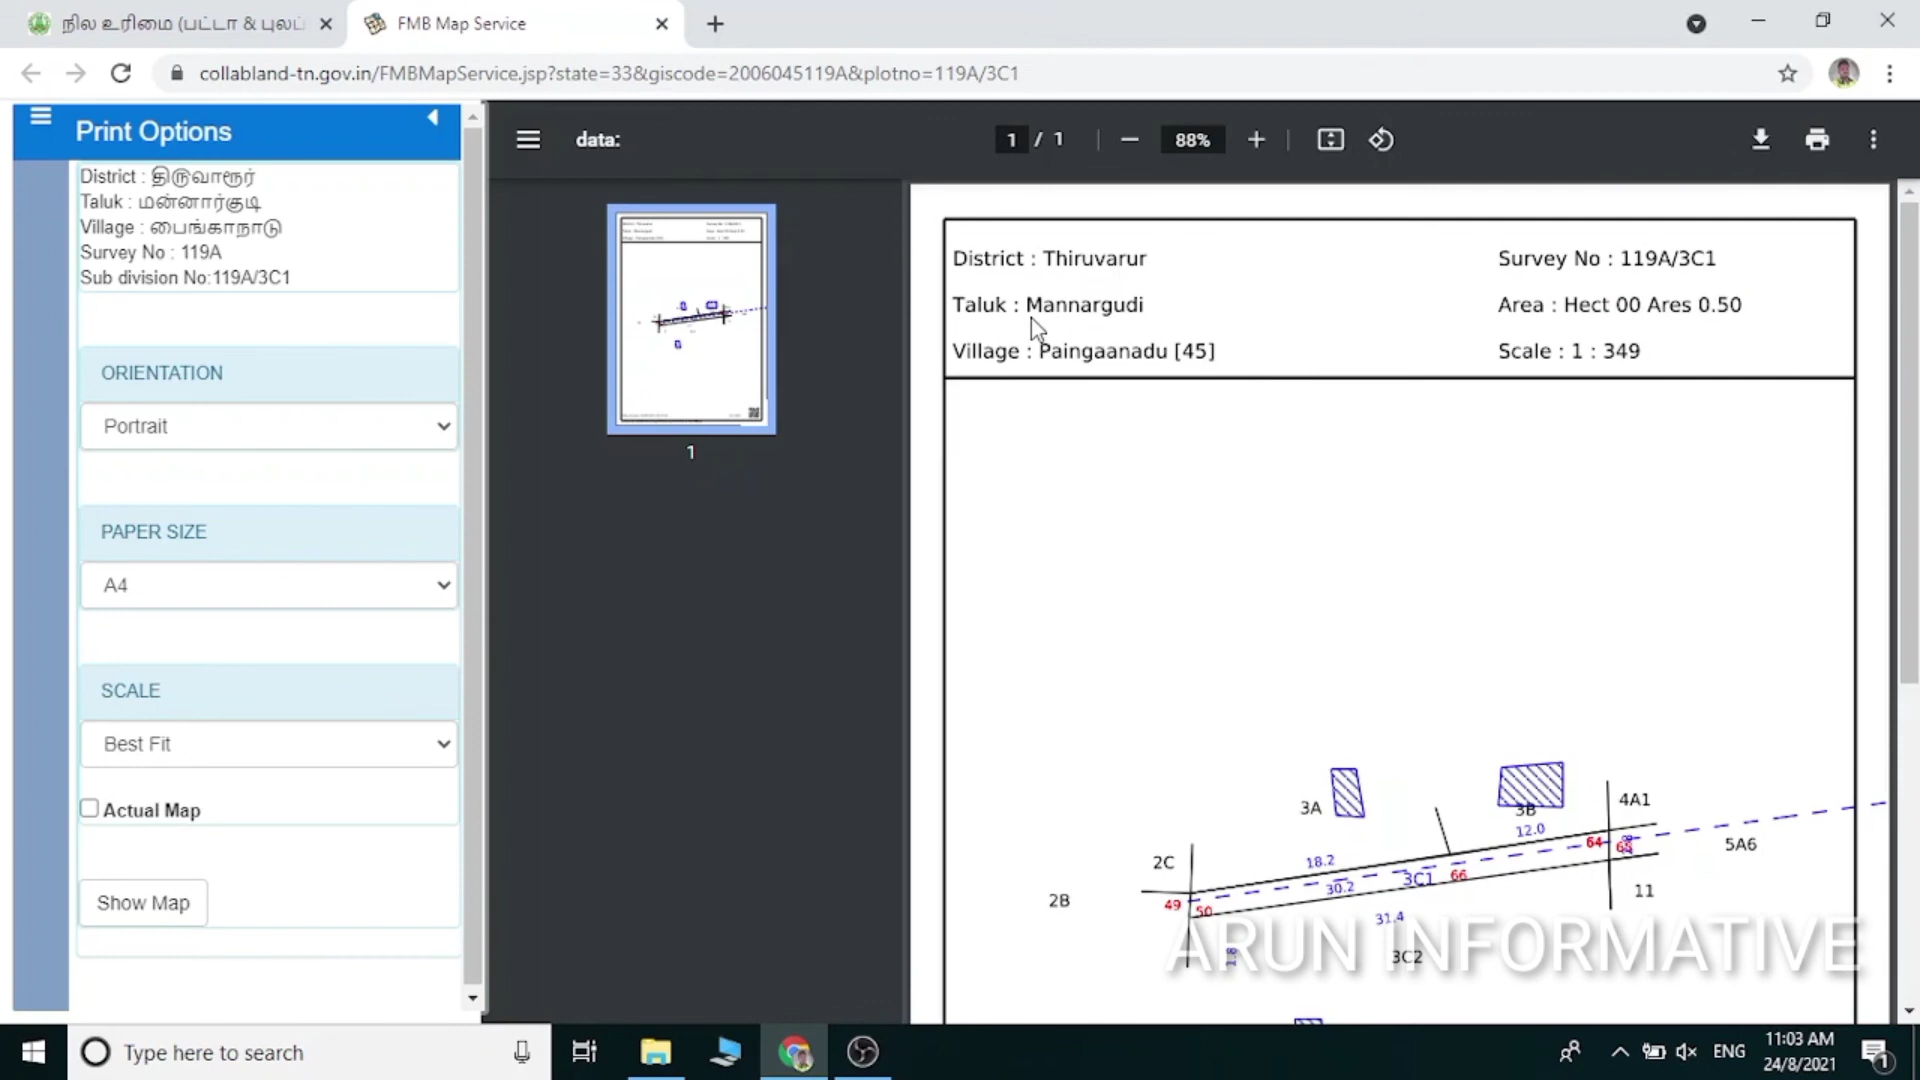 நில உரிமை (பட்டா & புலப்
FMB Map Service
collabland-tn.gov.in/FMBMapService.jsp?state=33&giscode=2006045119A&plotno=119A/3C1
Print Options
District : திருவாரூர்
Taluk : மன்னார்குடி
Village : பைங்காநாடு
Survey No : 119A
Sub division No:119A/3C1
ORIENTATION
Portrait
PAPER SIZE
A4
SCALE
Best Fit
Actual Map
Show Map
data:
1 / 1
88%
1
District : Thiruvarur
Survey No : 119A/3C1
Taluk : Mannargudi
Area : Hect 00 Ares 0.50
Village : Paingaanadu [45]
Scale : 1 : 349
3A
3B
4A1
12.0
64
5A6
2C
18.2
3C1
66
30.2
11
2B
49
50
31.4
3C2
1.8
ARUN INFORMATIVE
Type here to search
ENG
11:03 AM
24/8/2021
1